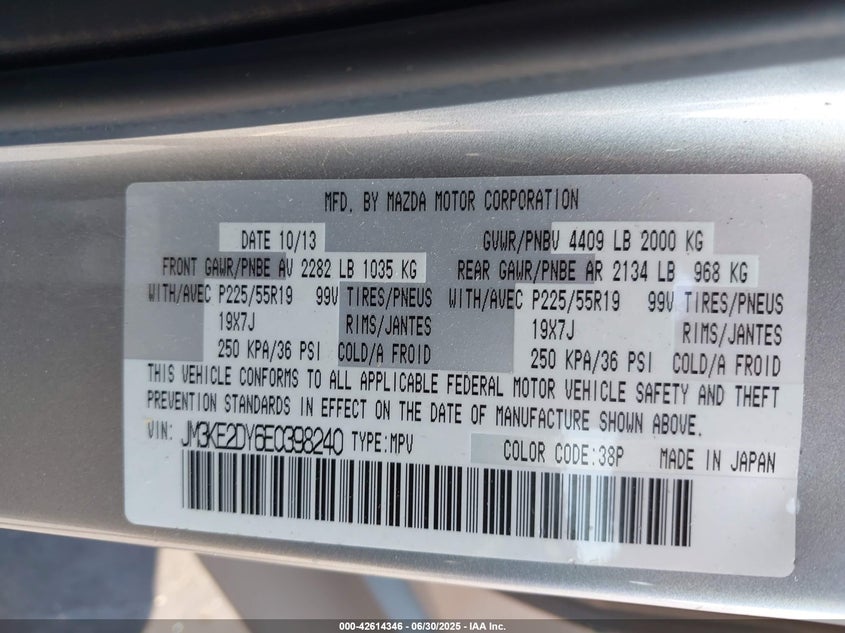 MFD. BY MAZDA MOTOR CORPORATION
DATE 10/13 GVWR/PNBV 4409 LB 2000 KG
FRONT GAWR/PNBE AV 2282 LB 1035 KG REAR GAWR/PNBE AR 2134 LB 968 KG
WITH/AVEC P225/55R19 99V TIRES/PNEUS WITH/AVEC P225/55R19 99V TIRES/PNEUS
19X7J RIMS/JANTES 19X7J RIMS/JANTES
250 KPA/36 PSI COLD/A FROID 250 KPA/36 PSI COLD/A FROID
THIS VEHICLE CONFORMS TO ALL APPLICABLE FEDERAL MOTOR VEHICLE SAFETY AND THEFT
PREVENTION STANDARDS IN EFFECT ON THE DATE OF MANUFACTURE SHOWN ABOVE.
VIN: JM3KE2DY6E0398240 TYPE:MPV COLOR CODE:38P MADE IN JAPAN
000-42614346 - 06/30/2025 - IAA Inc.